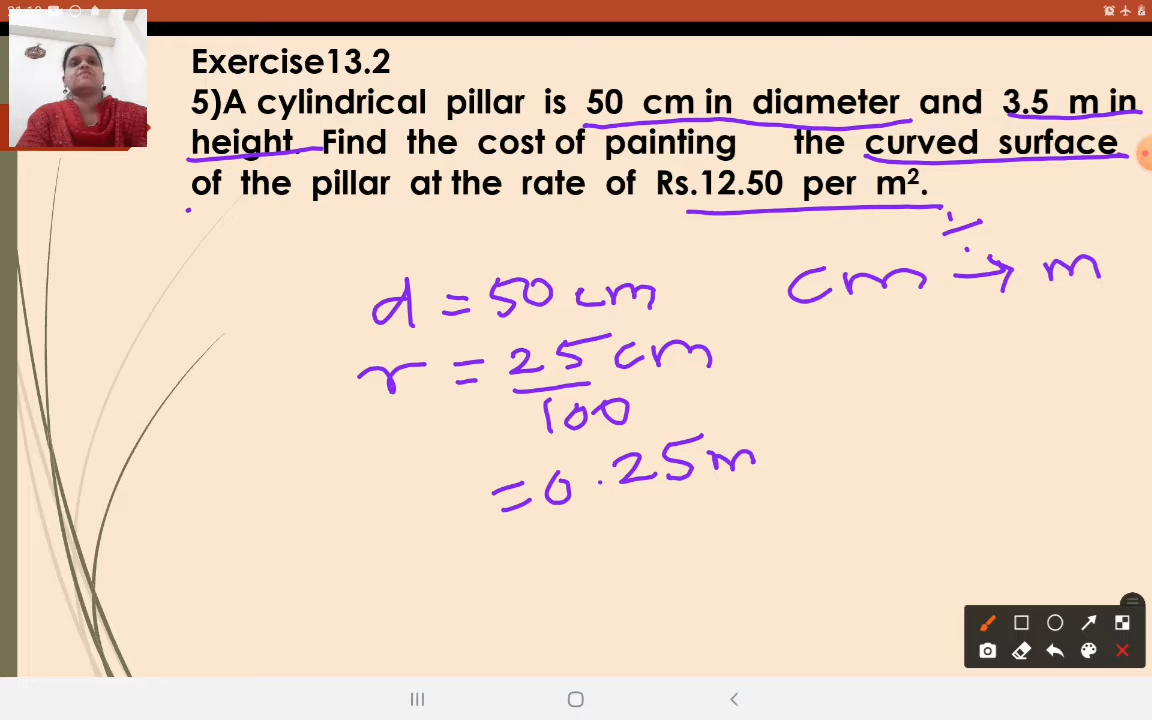 21:10
Exercise13.2
5)A cylindrical pillar is 50 cm in diameter and 3.5 m in
height. Find the cost of painting the curved surface
of the pillar at the rate of Rs.12.50 per m².
÷
cm → m
d = 50 cm
r = 25 cm
100
= 0.25 m